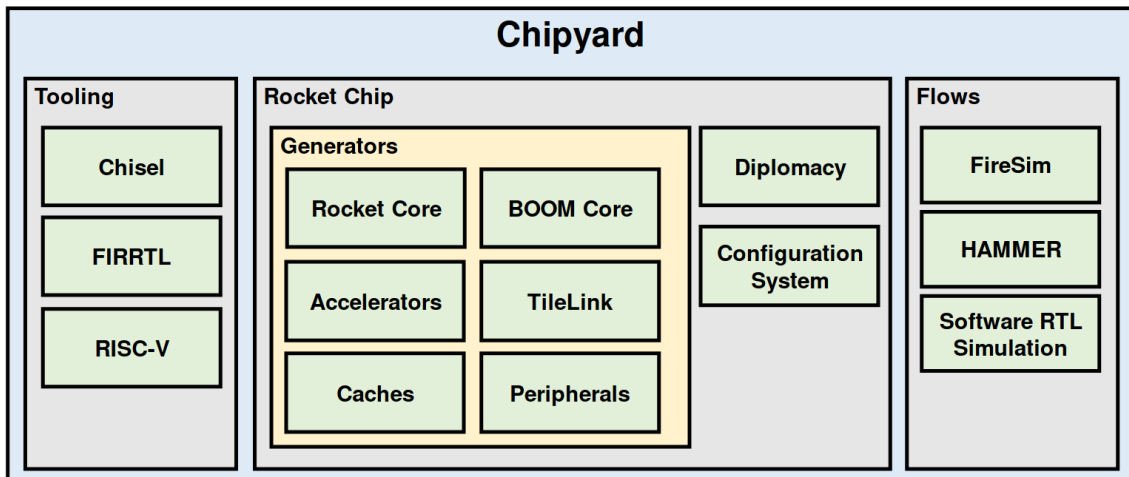 Chipyard
Tooling
Chisel
FIRRTL
RISC-V
Rocket Chip
Generators
Rocket Core
BOOM Core
Accelerators
TileLink
Caches
Peripherals
Diplomacy
Configuration
System
Flows
FireSim
HAMMER
Software RTL
Simulation